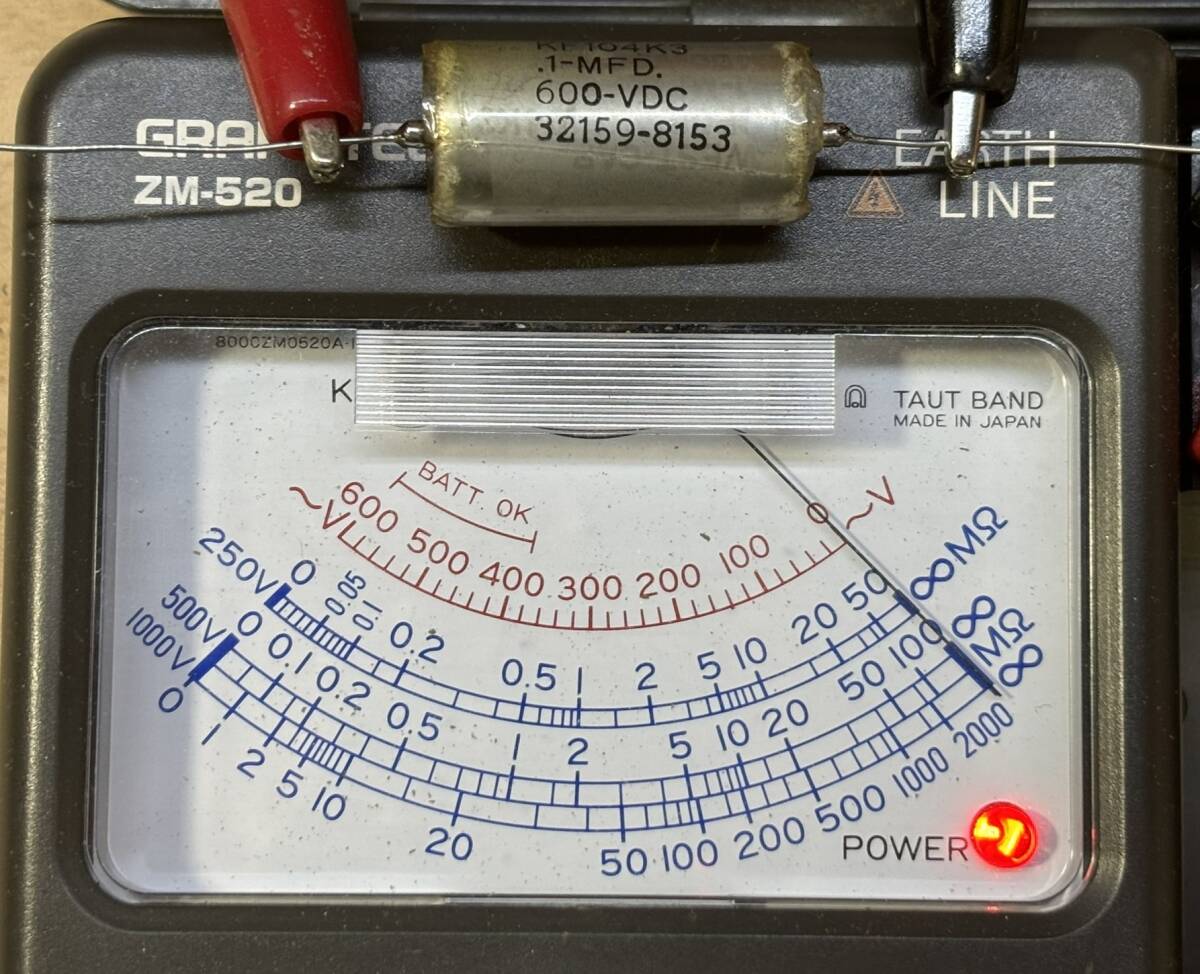 KF104K3
.1-MFD.
600-VDC
32159-8153
ZM-520
EARTH
LINE
8000ZM0520A-1
K
TAUT BAND
MADE IN JAPAN
BATT. OK
~V 600 500 400 300 200 100 0 ~V
250V 0 0.05 0.1 0.2 0.5 1 2 5 10 20 50 ∞ MΩ
500V 0 0.1 0.2 0.5 1 2 5 10 20 50 100 ∞ MΩ
1000V 0 1 2 5 10 20 50 100 200 500 1000 2000 ∞
POWER